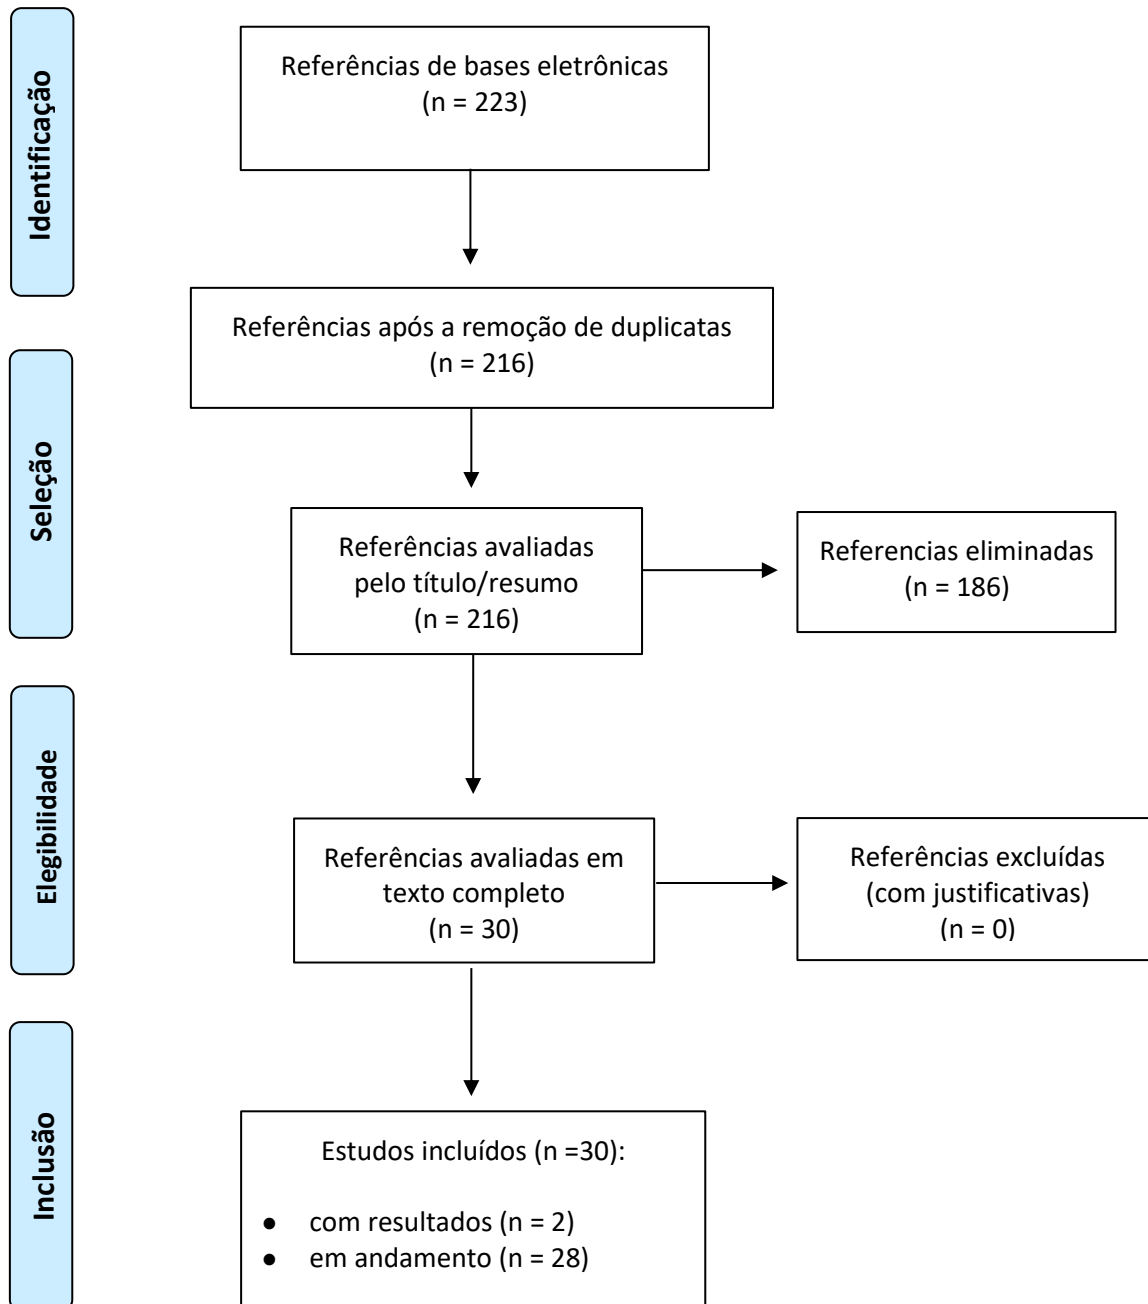 Identificação
Referências de bases eletrônicas
(n = 223)
Referências após a remoção de duplicatas
(n = 216)
Seleção
Referências avaliadas
pelo título/resumo
(n = 216)
Referencias eliminadas
(n = 186)
Elegibilidade
Referências avaliadas em
texto completo
(n = 30)
Referências excluídas
(com justificativas)
(n = 0)
Inclusão
Estudos incluídos (n =30):
● com resultados (n = 2)
● em andamento (n = 28)